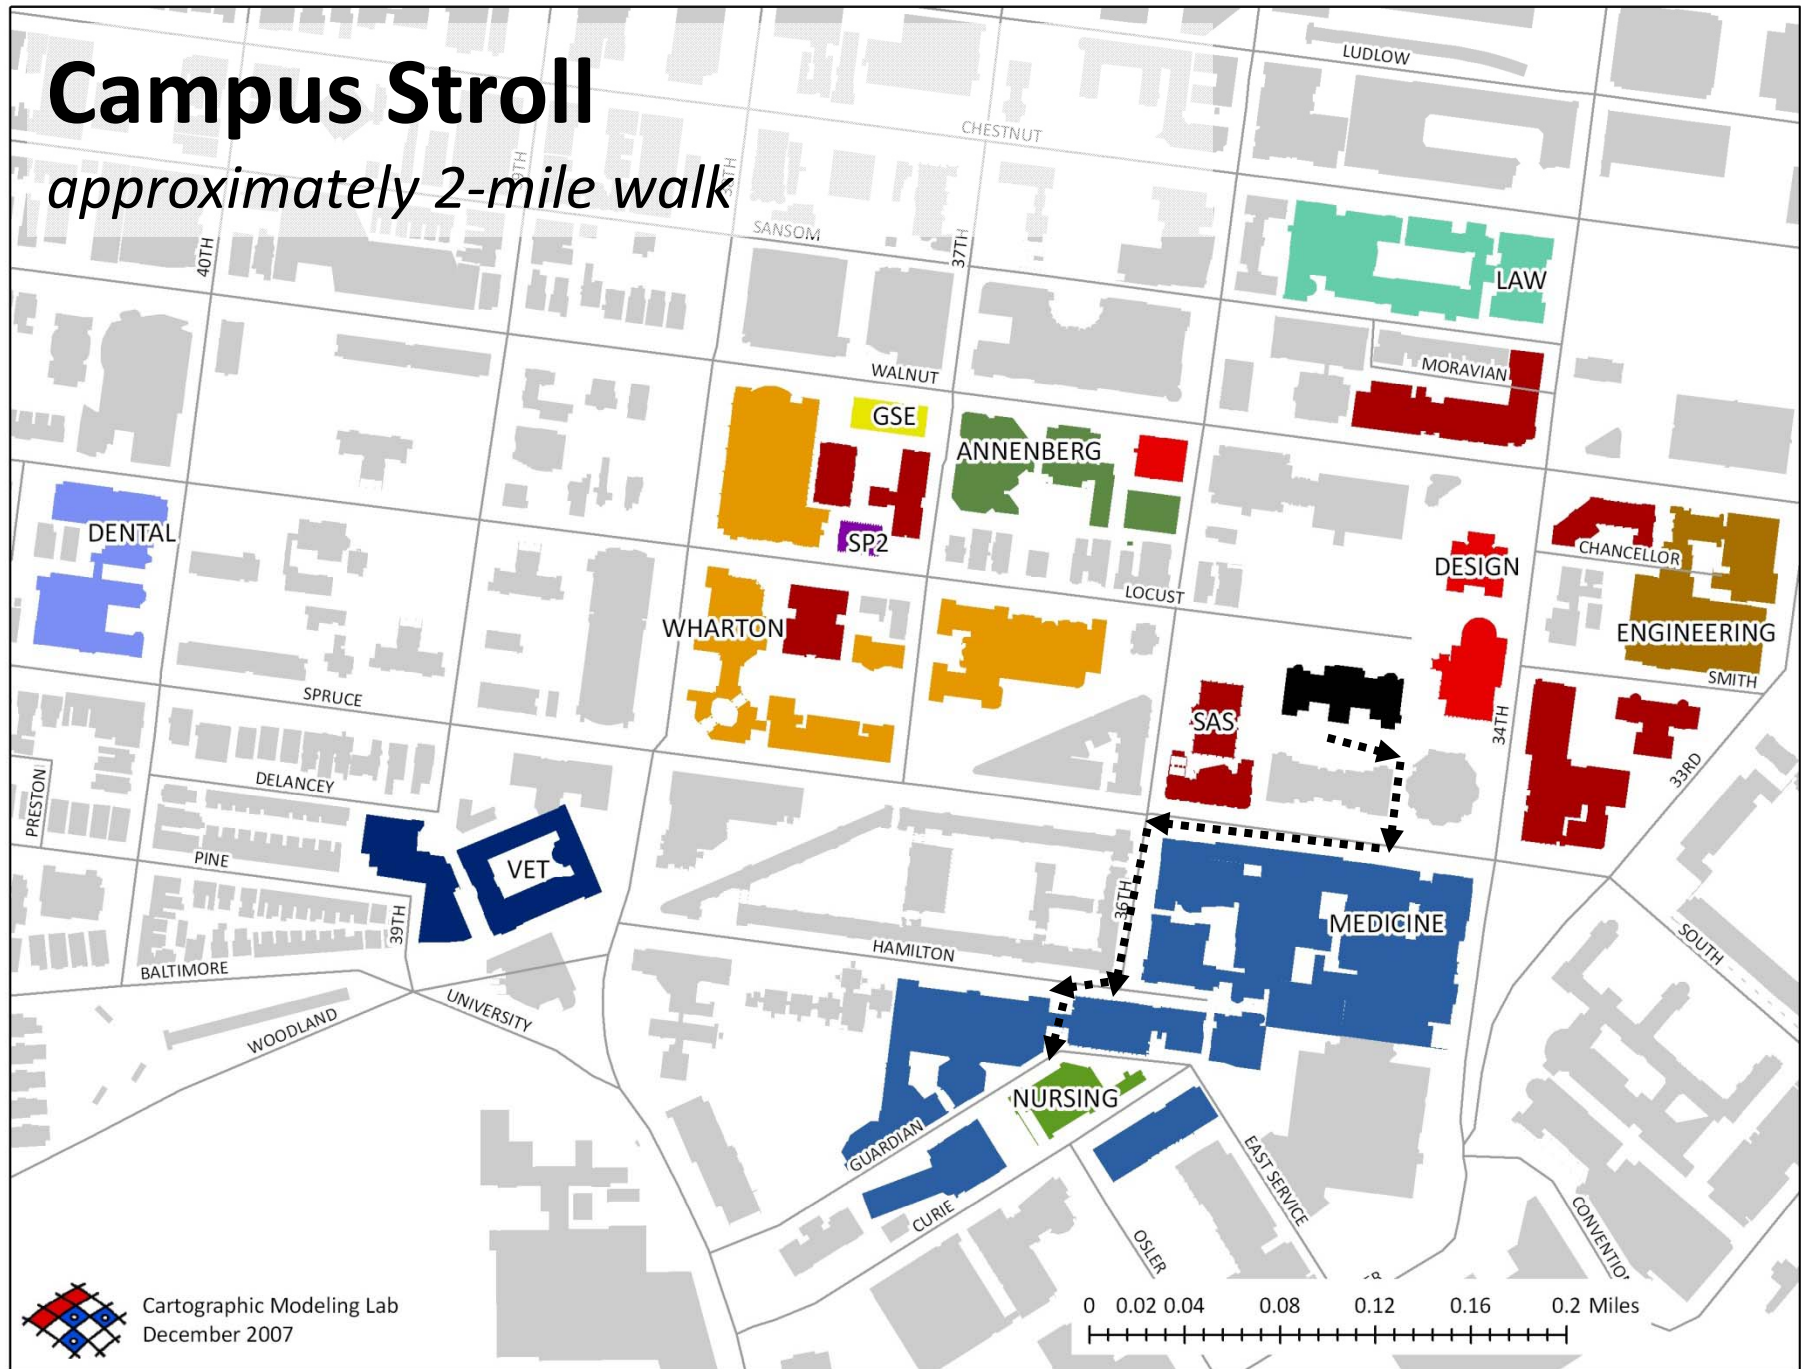 Campus Stroll
approximately 2-mile walk
LUDLOW
CHESTNUT
39TH
38TH
SANSOM
40TH
37TH
LAW
MORAVIAN
WALNUT
GSE
ANNENBERG
DENTAL
SP2
CHANCELLOR
DESIGN
LOCUST
WHARTON
ENGINEERING
SMITH
SPRUCE
SAS
34TH
33RD
DELANCEY
PRESTON
PINE
VET
36TH
39TH
MEDICINE
HAMILTON
SOUTH
BALTIMORE
UNIVERSITY
WOODLAND
NURSING
GUARDIAN
EAST SERVICE
CURIE
OSLER
CONVENTION
Cartographic Modeling Lab
December 2007
0 0.02 0.04 0.08 0.12 0.16 0.2 Miles